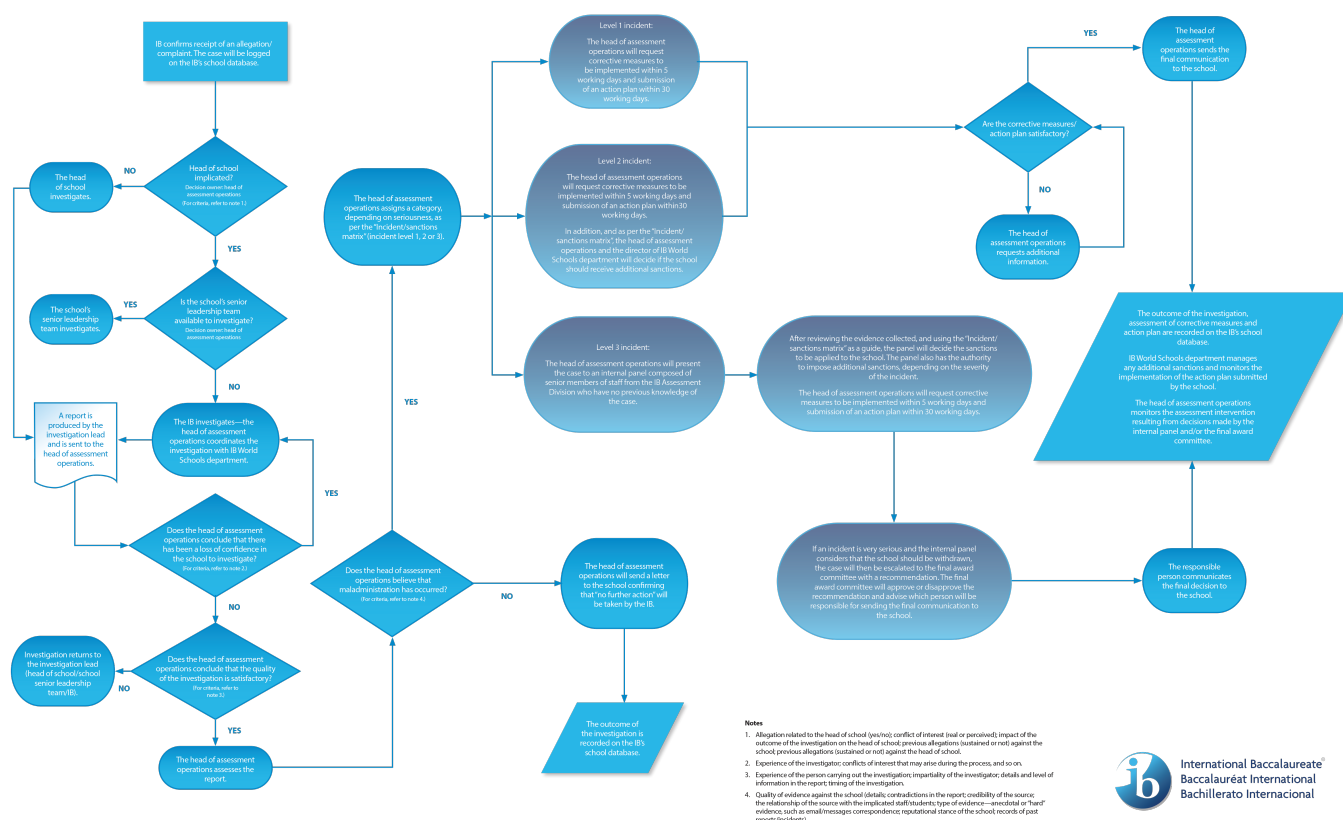 IB confirms receipt of an allegation/
complaint. The case will be logged
on the IB's school database.
Head of school
implicated?
Decision owner: head of
assessment operations
(For criteria, refer to note 1.)
NO
The head
of school
investigates.
YES
Is the school's senior
leadership team
available to investigate?
Decision owner: head of
assessment operations
YES
The school's
senior leadership
team investigates.
NO
The IB investigates—the
head of assessment
operations coordinates the
investigation with IB World
Schools department.
A report is
produced by the
investigation lead
and is sent to the
head of assessment
operations.
YES
Does the head of assessment
operations conclude that there
has been a loss of confidence in
the school to investigate?
(For criteria, refer to note 2.)
NO
Does the head of assessment
operations conclude that the quality
of the investigation is satisfactory?
(For criteria, refer to
note 3.)
NO
Investigation returns to
the investigation lead
(head of school/school
senior leadership
team/IB).
YES
The head of assessment
operations assesses the
report.
Does the head of assessment
operations believe that
maladministration has occurred?
(For criteria, refer to note 4.)
NO
The head of assessment
operations will send a letter
to the school confirming
that "no further action" will
be taken by the IB.
The outcome of
the investigation is
recorded on the IB's
school database.
YES
The head of assessment
operations assigns a category,
depending on seriousness, as
per the "Incident/sanctions
matrix" (incident level 1, 2 or 3).
Level 1 incident:
The head of assessment
operations will request
corrective measures to
be implemented within 5
working days and submission
of an action plan within 30
working days.
Level 2 incident:
The head of assessment operations
will request corrective measures to be
implemented within 5 working days and
submission of an action plan within30
working days.
In addition, and as per the "Incident/
sanctions matrix", the head of assessment
operations and the director of IB World
Schools department will decide if the school
should receive additional sanctions.
Level 3 incident:
The head of assessment operations will present
the case to an internal panel composed of
senior members of staff from the IB Assessment
Division who have no previous knowledge of
the case.
After reviewing the evidence collected, and using the "Incident/
sanctions matrix" as a guide, the panel will decide the sanctions
to be applied to the school. The panel also has the authority
to impose additional sanctions, depending on the severity
of the incident.
The head of assessment operations will request corrective
measures to be implemented within 5 working days and
submission of an action plan within 30 working days.
If an incident is very serious and the internal panel
considers that the school should be withdrawn,
the case will then be escalated to the final award
committee with a recommendation. The final
award committee will approve or disapprove the
recommendation and advise which person will be
responsible for sending the final communication to
the school.
The responsible
person communicates
the final decision to
the school.
Are the corrective measures/
action plan satisfactory?
YES
The head of
assessment
operations sends the
final communication
to the school.
NO
The head of
assessment operations
requests additional
information.
The outcome of the investigation,
assessment of corrective measures and
action plan are recorded on the IB's school
database.
IB World Schools department manages
any additional sanctions and monitors the
implementation of the action plan submitted
by the school.
The head of assessment operations
monitors the assessment intervention
resulting from decisions made by the
internal panel and/or the final award
committee.
Notes
1. Allegation related to the head of school (yes/no); conflict of interest (real or perceived); impact of the
outcome of the investigation on the head of school; previous allegations (sustained or not) against the
school; previous allegations (sustained or not) against the head of school.
2. Experience of the investigator; conflicts of interest that may arise during the process, and so on.
3. Experience of the person carrying out the investigation; impartiality of the investigator; details and level of
information in the report; timing of the investigation.
4. Quality of evidence against the school (details; contradictions in the report; credibility of the source;
the relationship of the source with the implicated staff/students; type of evidence—anecdotal or "hard"
evidence, such as email/messages correspondence; reputational stance of the school; records of past
reports/incidents).
ib
International Baccalaureate®
Baccalauréat International
Bachillerato Internacional